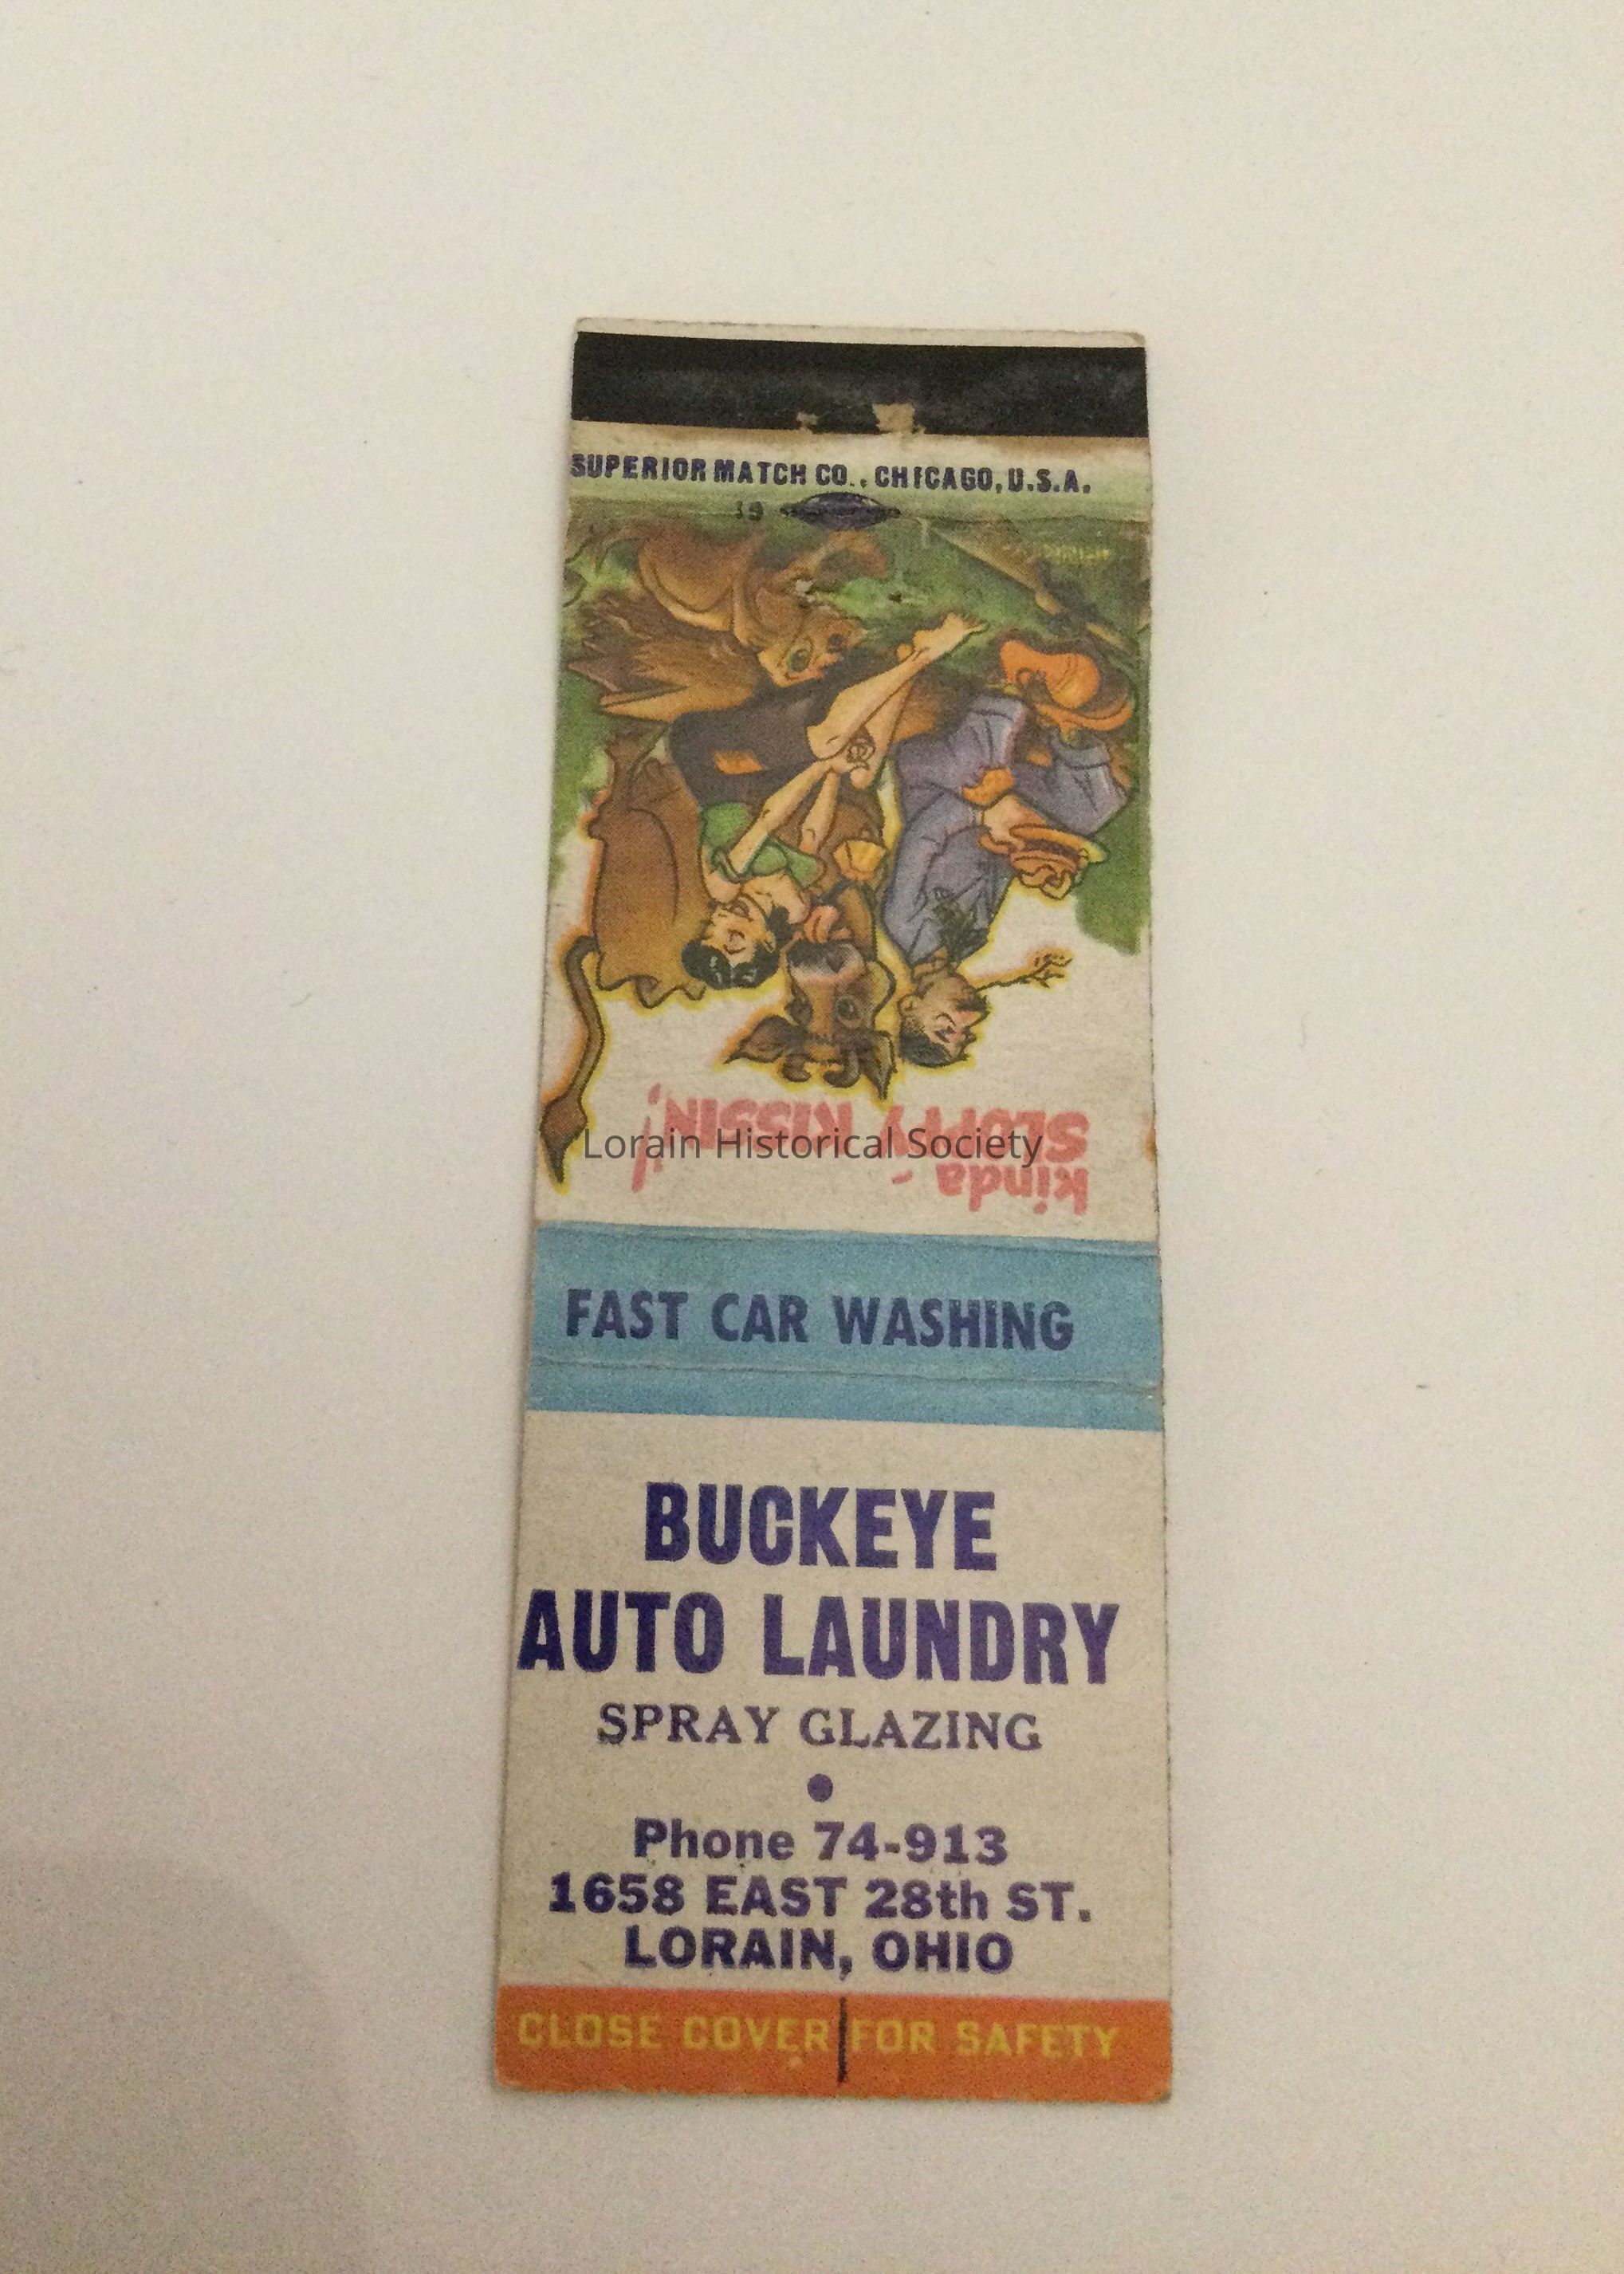 SUPERIOR MATCH CO., CHICAGO, U.S.A.
kinda
SLOPPY KISSIN'!
Lorain Historical Society
FAST CAR WASHING
BUCKEYE
AUTO LAUNDRY
SPRAY GLAZING
Phone 74-913
1658 EAST 28th ST.
LORAIN, OHIO
CLOSE COVER FOR SAFETY